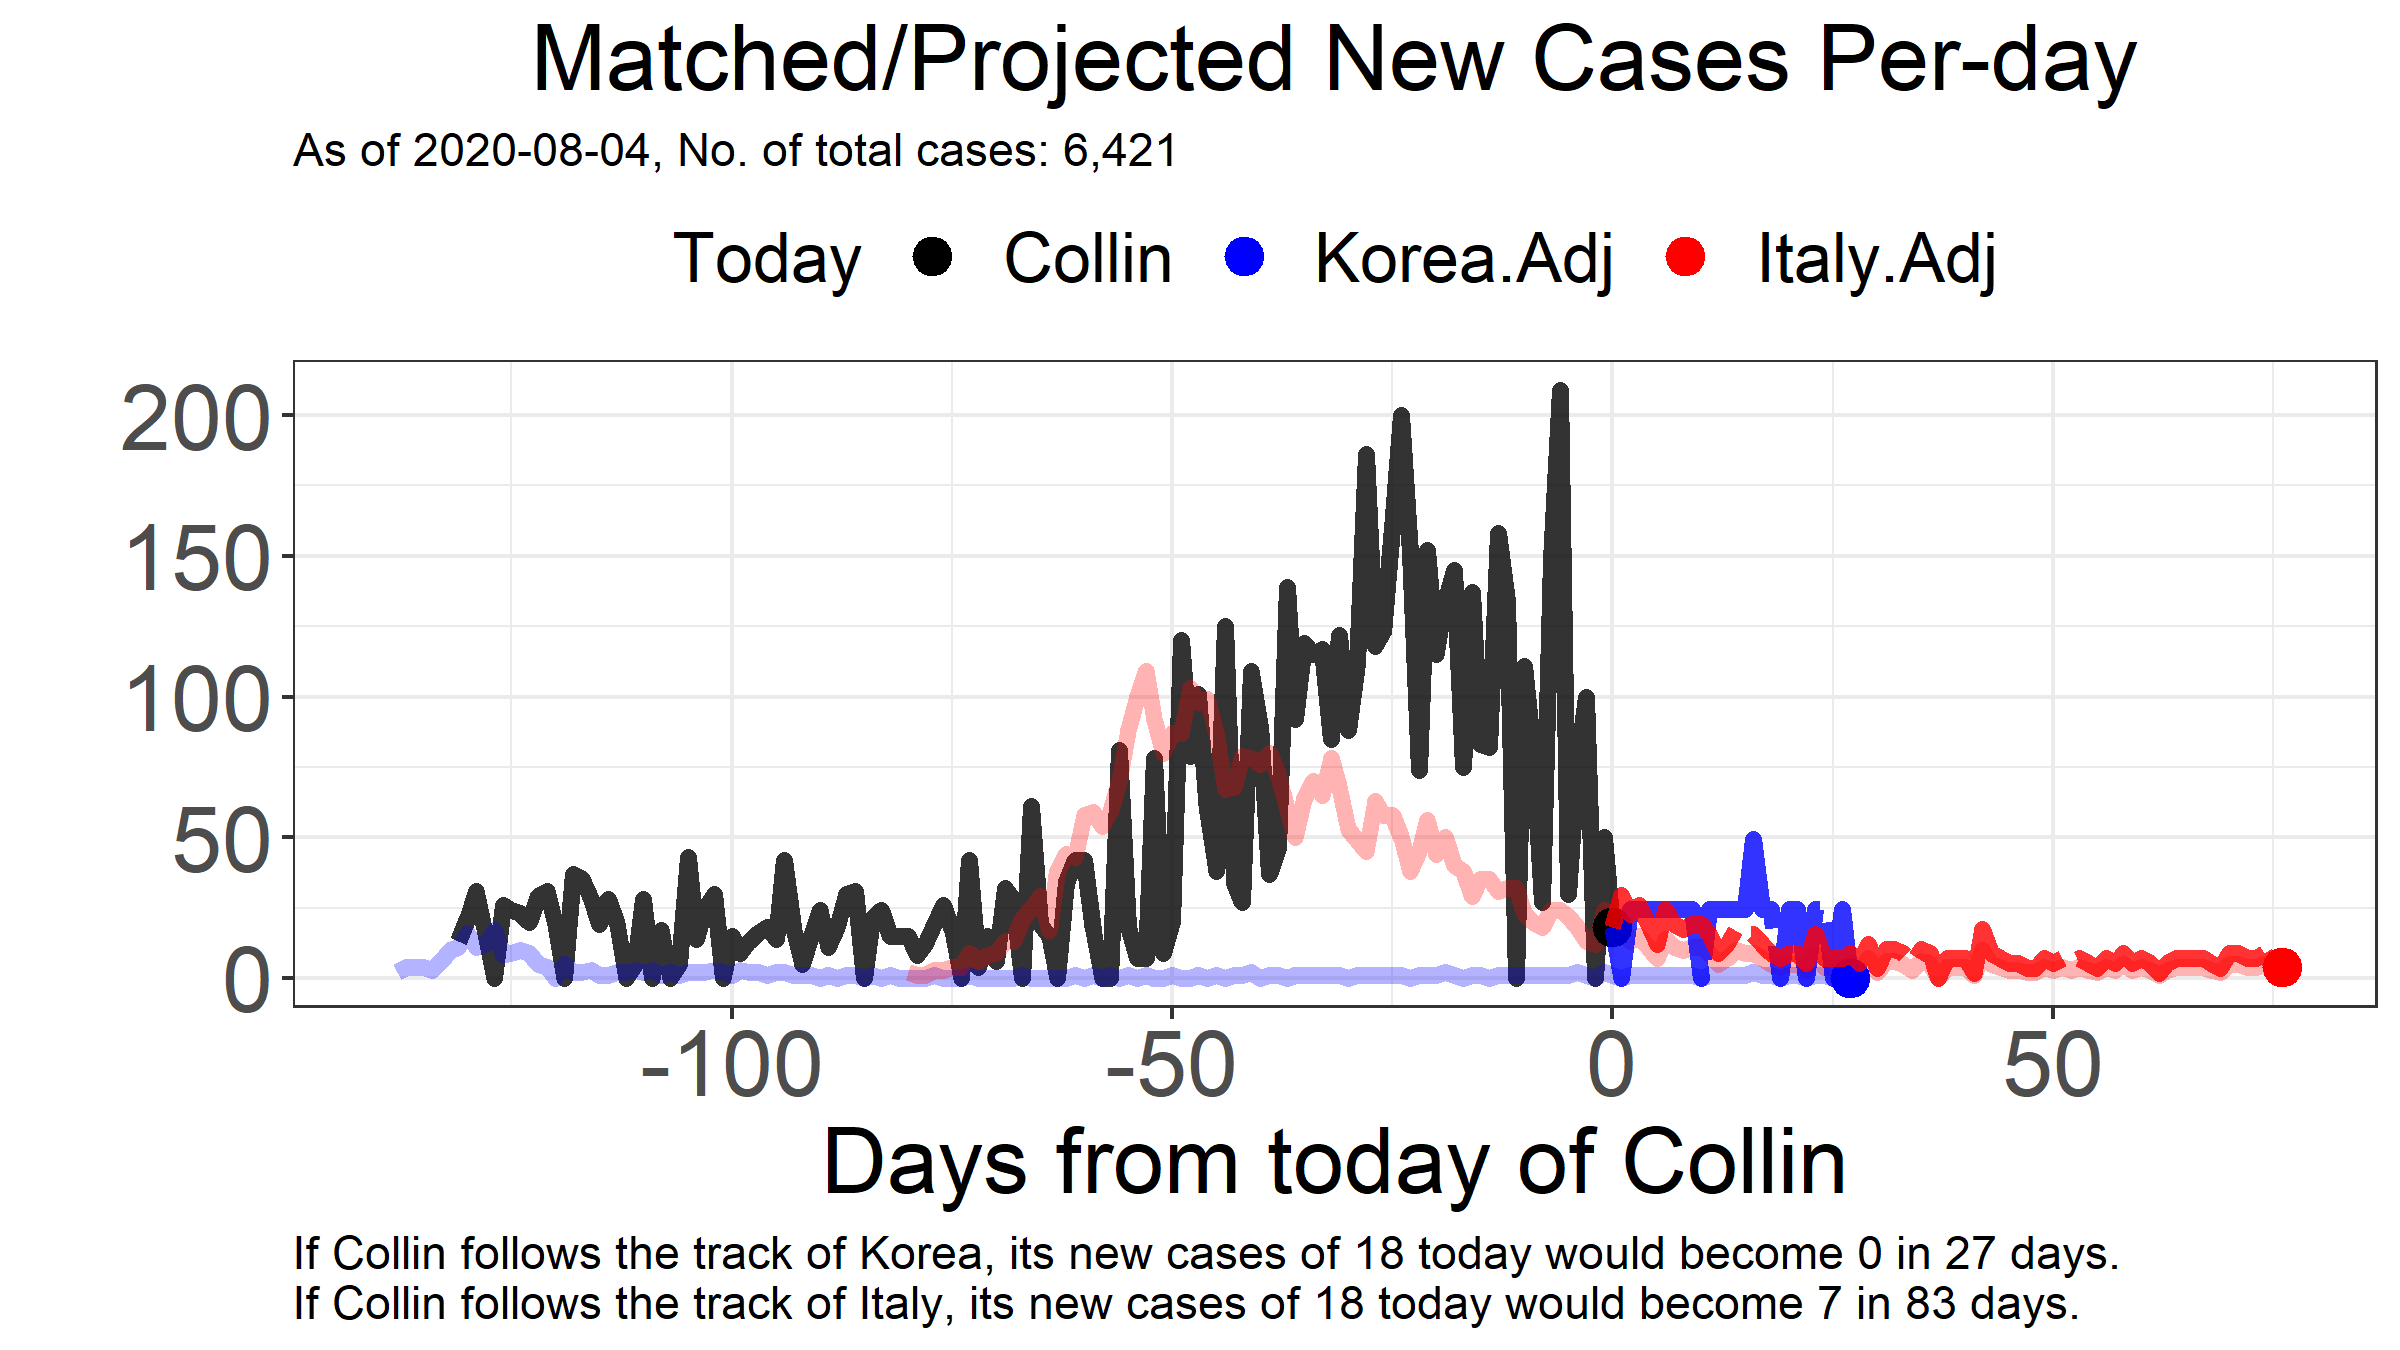 Matched/Projected New Cases Per-day
As of 2020-08-04, No. of total cases: 6,421
Today Collin Korea.Adj Italy.Adj
200
150
100
50
0
-100 -50 0 50
Days from today of Collin
If Collin follows the track of Korea, its new cases of 18 today would become 0 in 27 days.
If Collin follows the track of Italy, its new cases of 18 today would become 7 in 83 days.